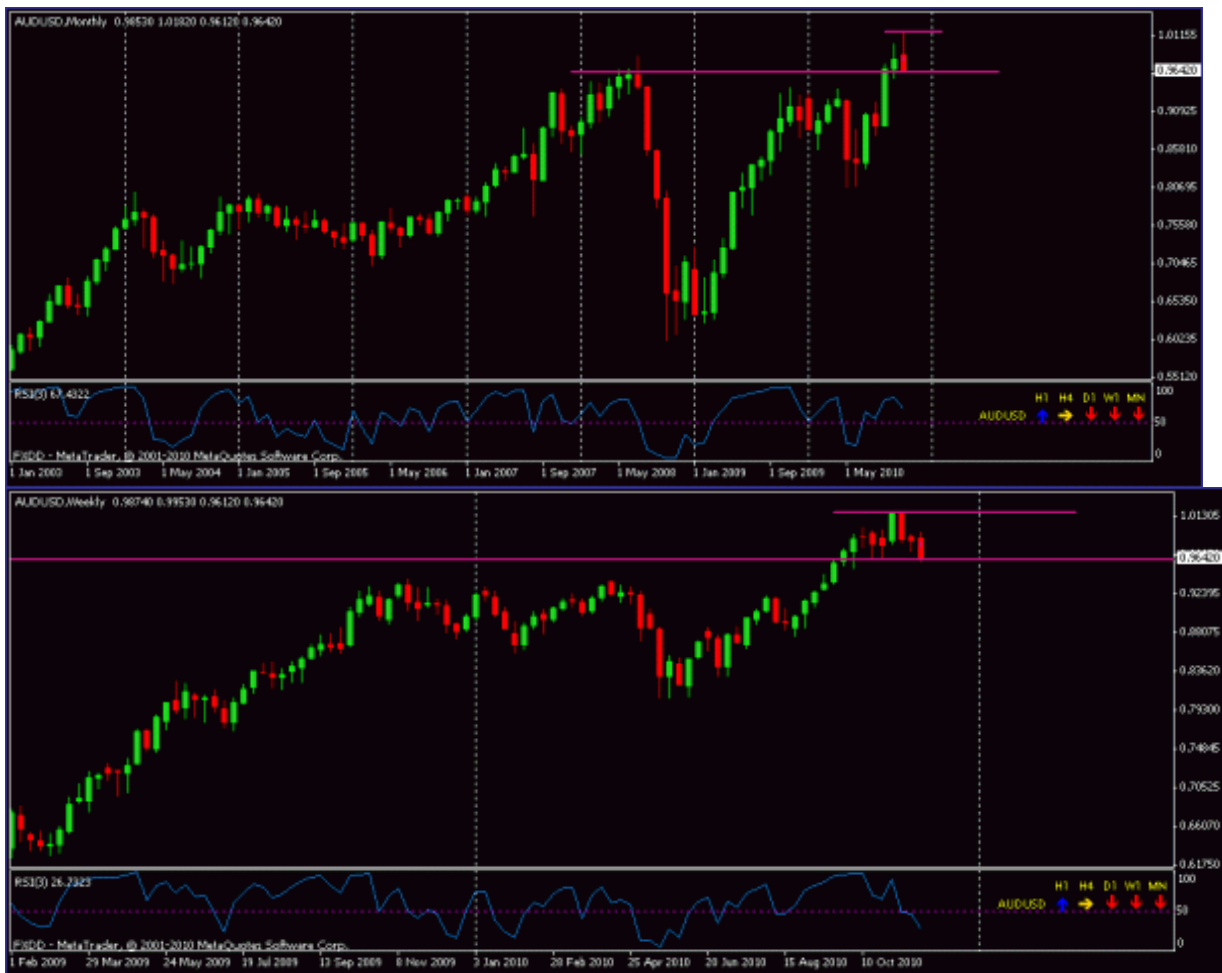 AUDUSD,Monthly 0.98530 1.01820 0.96120 0.96420
1.01155
0.96420
0.90925
0.85810
0.80695
0.75580
0.70465
0.65350
0.60235
0.55120
RSI(3) 67.4322
100
H1 H4 D1 W1 MN
AUDUSD
50
FXDD - MetaTrader, © 2001-2010 MetaQuotes Software Corp.
0
1 Jan 2003 1 Sep 2003 1 May 2004 1 Jan 2005 1 Sep 2005 1 May 2006 1 Jan 2007 1 Sep 2007 1 May 2008 1 Jan 2009 1 Sep 2009 1 May 2010
AUDUSD,Weekly 0.98740 0.99530 0.96120 0.96420
1.01305
0.96420
0.92395
0.88075
0.83620
0.79300
0.74845
0.70525
0.66070
0.61750
RSI(3) 26.2323
100
H1 H4 D1 W1 MN
AUDUSD
50
FXDD - MetaTrader, © 2001-2010 MetaQuotes Software Corp.
0
1 Feb 2009 29 Mar 2009 24 May 2009 19 Jul 2009 13 Sep 2009 8 Nov 2009 3 Jan 2010 28 Feb 2010 25 Apr 2010 20 Jun 2010 15 Aug 2010 10 Oct 2010